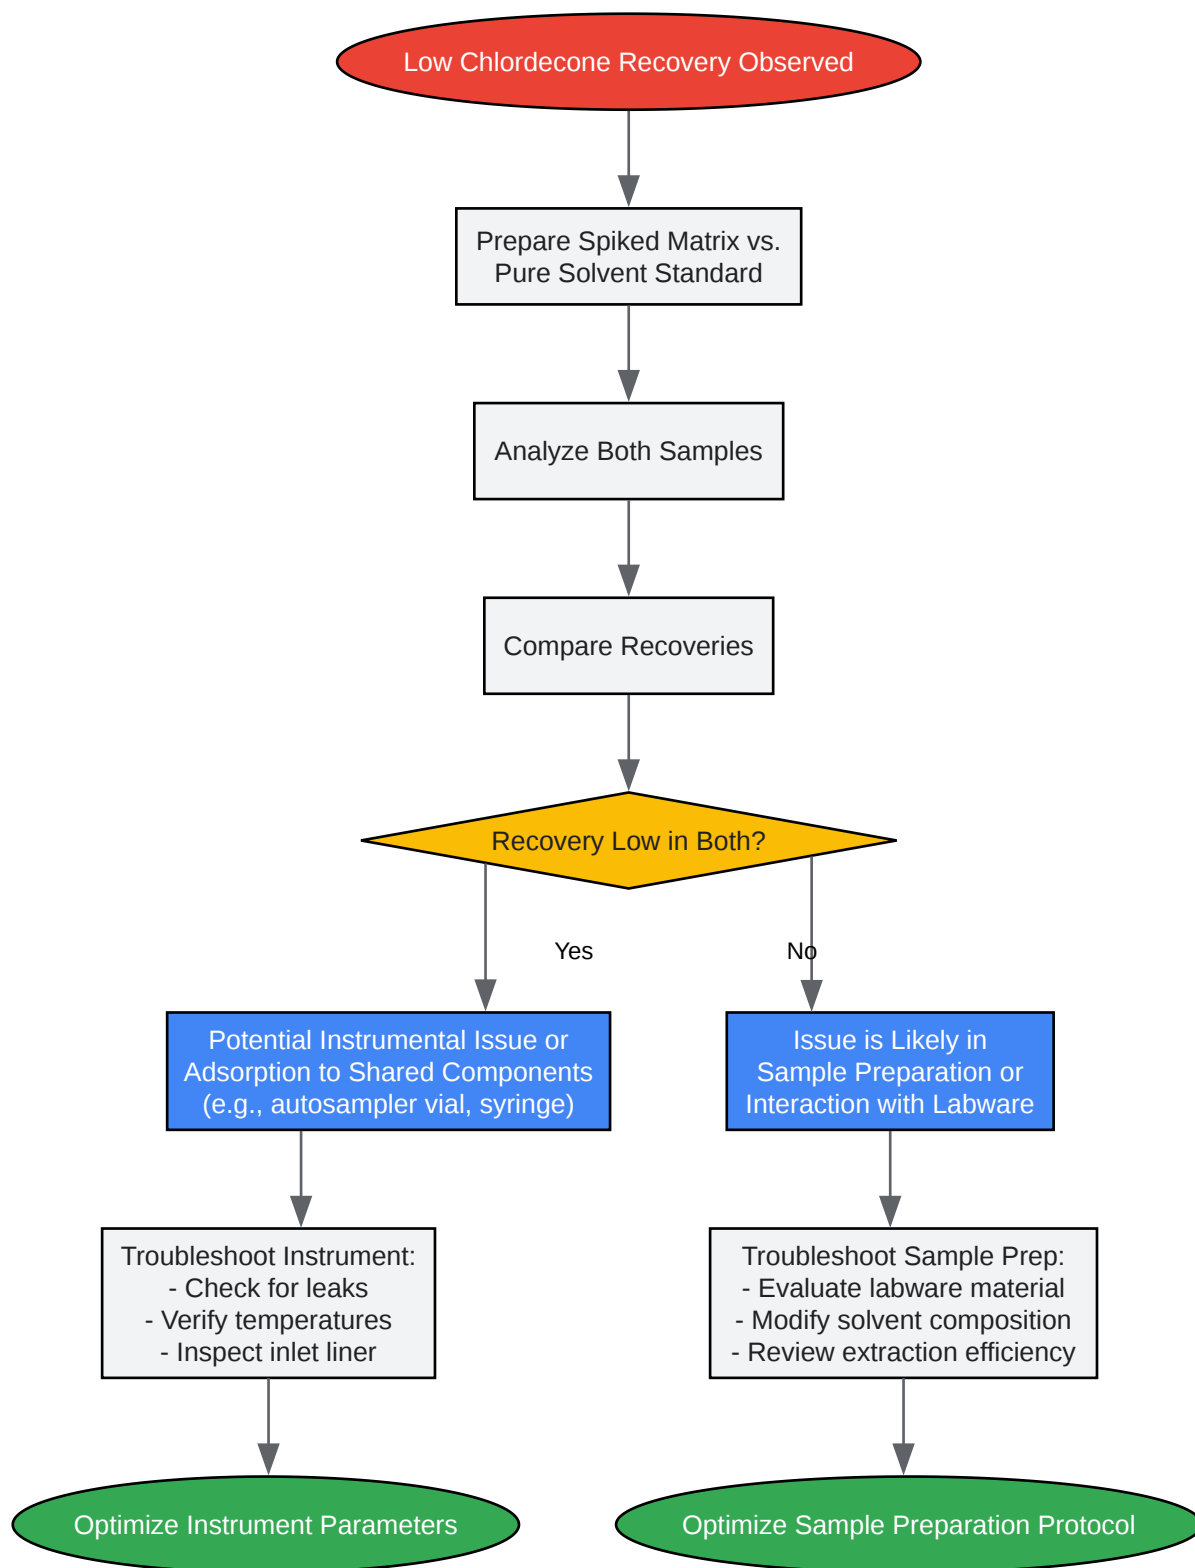 Low Chlordecone Recovery Observed
Prepare Spiked Matrix vs.
Pure Solvent Standard
Analyze Both Samples
Compare Recoveries
Recovery Low in Both?
Yes
No
Potential Instrumental Issue or
Adsorption to Shared Components
(e.g., autosampler vial, syringe)
Issue is Likely in
Sample Preparation or
Interaction with Labware
Troubleshoot Instrument:
- Check for leaks
- Verify temperatures
- Inspect inlet liner
Troubleshoot Sample Prep:
- Evaluate labware material
- Modify solvent composition
- Review extraction efficiency
Optimize Instrument Parameters
Optimize Sample Preparation Protocol